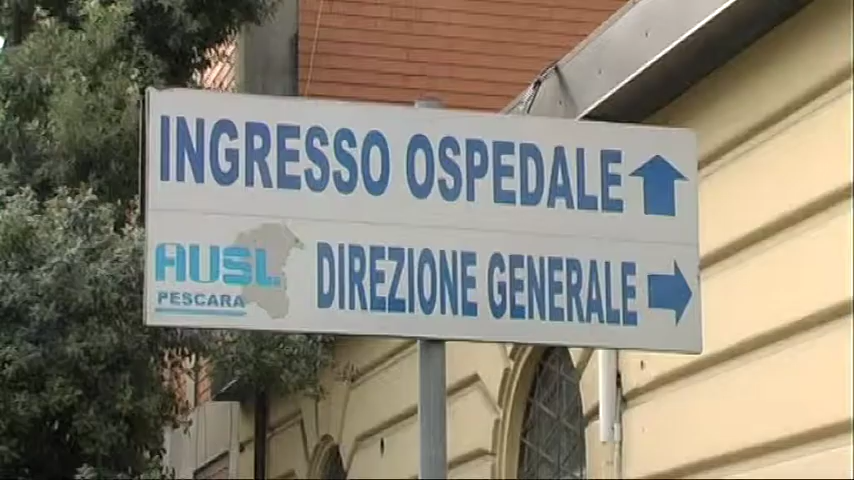 INGRESSO OSPEDALE
AUSL
PESCARA
DIREZIONE GENERALE